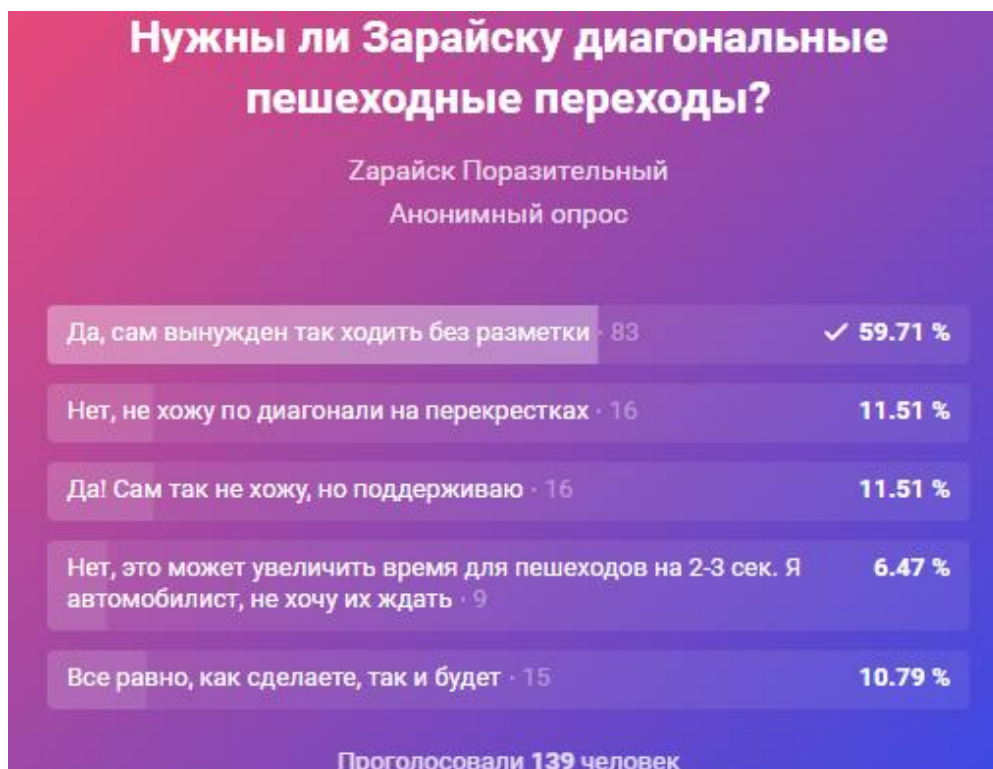 Нужны ли Зарайску диагональные
пешеходные переходы?
Zарайск Поразительный
Анонимный опрос
Да, сам вынужден так ходить без разметки · 83 59.71 %
Нет, не хожу по диагонали на перекрестках · 16 11.51 %
Да! Сам так не хожу, но поддерживаю · 16 11.51 %
Нет, это может увеличить время для пешеходов на 2-3 сек. Я 6.47 %
автомобилист, не хочу их ждать · 9
Все равно, как сделаете, так и будет · 15 10.79 %
Проголосовали 139 человек